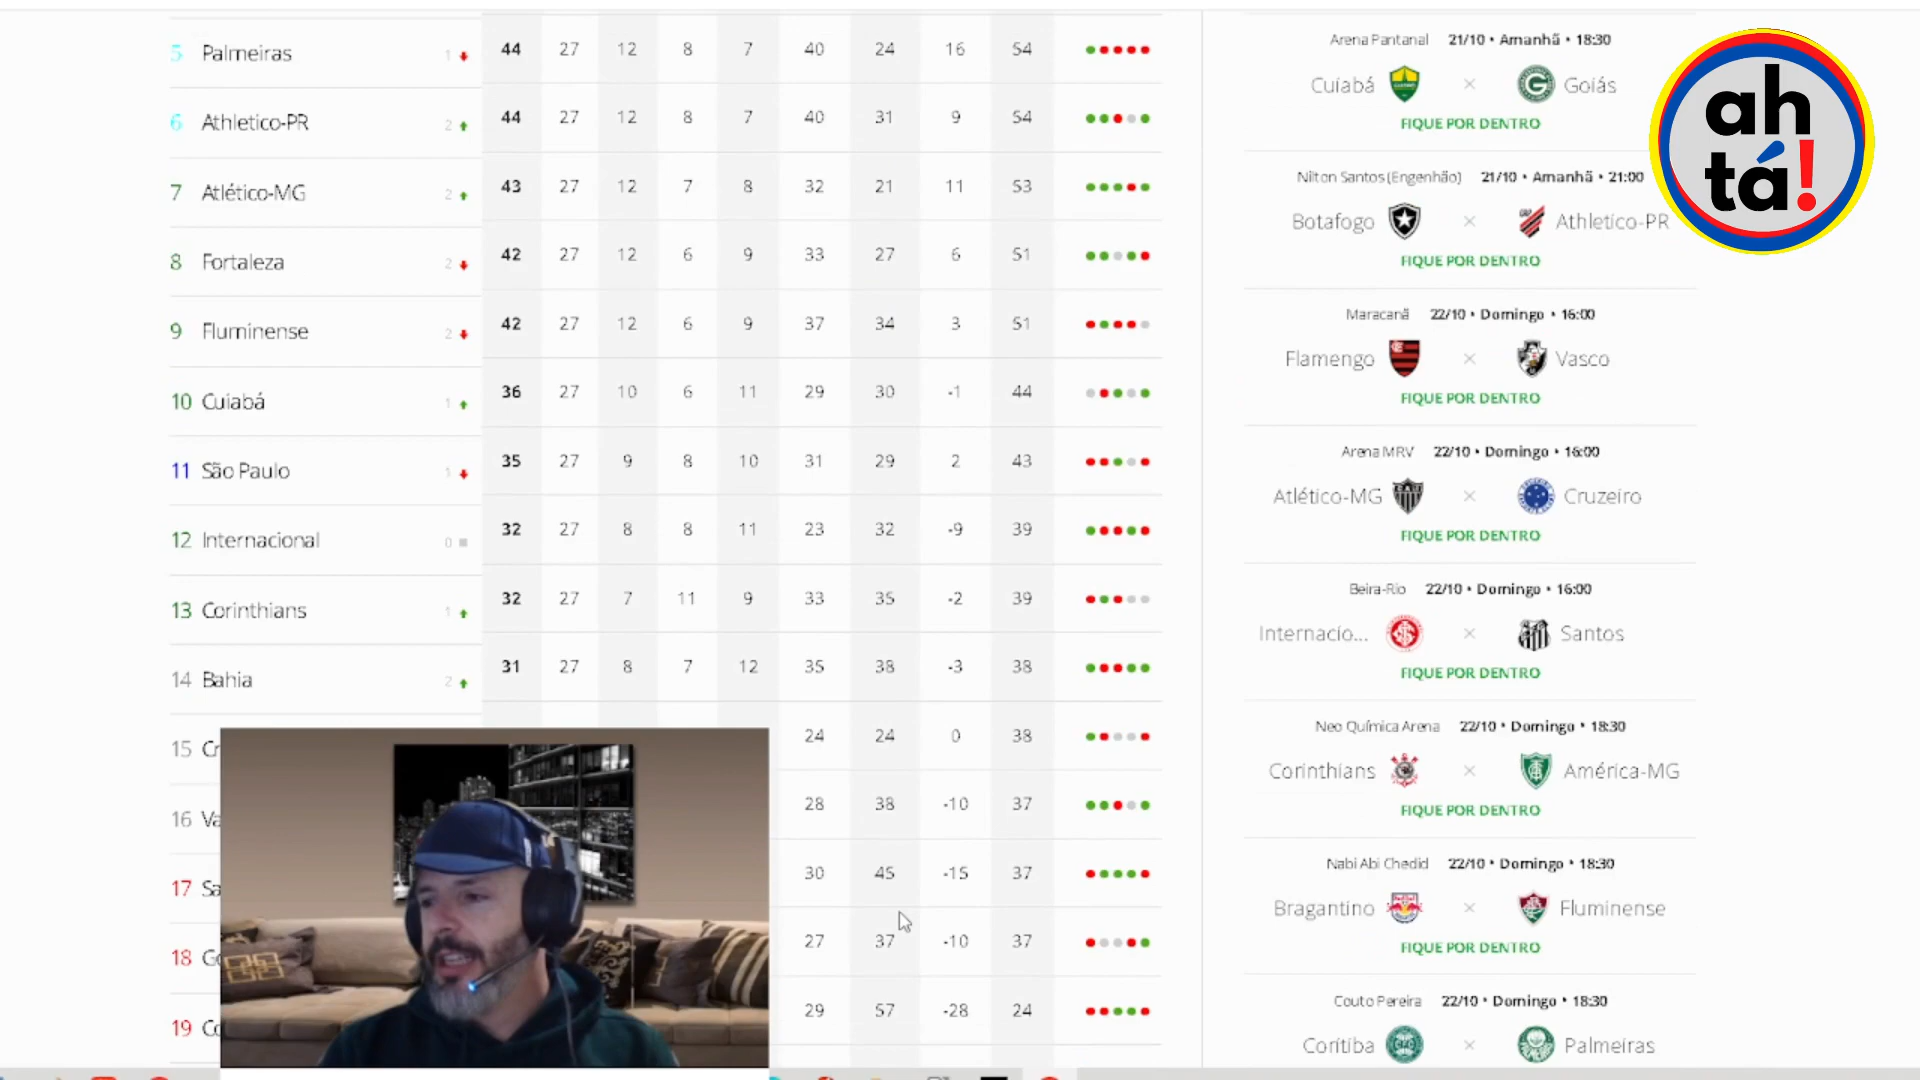 5 Palmeiras 1 44 27 12 8 7 40 24 16 54
6 Athletico-PR 2 44 27 12 8 7 40 31 9 54
7 Atlético-MG 2 43 27 12 7 8 32 21 11 53
8 Fortaleza 2 42 27 12 6 9 33 27 6 51
9 Fluminense 2 42 27 12 6 9 37 34 3 51
10 Cuiabá 1 36 27 10 6 11 29 30 -1 44
11 São Paulo 1 35 27 9 8 10 31 29 2 43
12 Internacional 0 32 27 8 8 11 23 32 -9 39
13 Corinthians 1 32 27 7 11 9 33 35 -2 39
14 Bahia 2 31 27 8 7 12 35 38 -3 38
15 Cr 24 24 0 38
16 Va 28 38 -10 37
17 Sa 30 45 -15 37
18 Go 27 37 -10 37
19 Co 29 57 -28 24
Arena Pantanal 21/10 • Amanhã • 18:30
Cuiabá × Goiás
FIQUE POR DENTRO
Nilton Santos (Engenhão) 21/10 • Amanhã • 21:00
Botafogo × Athletico-PR
FIQUE POR DENTRO
Maracanã 22/10 • Domingo • 16:00
Flamengo × Vasco
FIQUE POR DENTRO
Arena MRV 22/10 • Domingo • 16:00
Atlético-MG × Cruzeiro
FIQUE POR DENTRO
Beira-Rio 22/10 • Domingo • 16:00
Internacio... × Santos
FIQUE POR DENTRO
Neo Química Arena 22/10 • Domingo • 18:30
Corinthians × América-MG
FIQUE POR DENTRO
Nabi Abi Chedid 22/10 • Domingo • 18:30
Bragantino × Fluminense
FIQUE POR DENTRO
Couto Pereira 22/10 • Domingo • 18:30
Coritiba × Palmeiras
ah
tá!